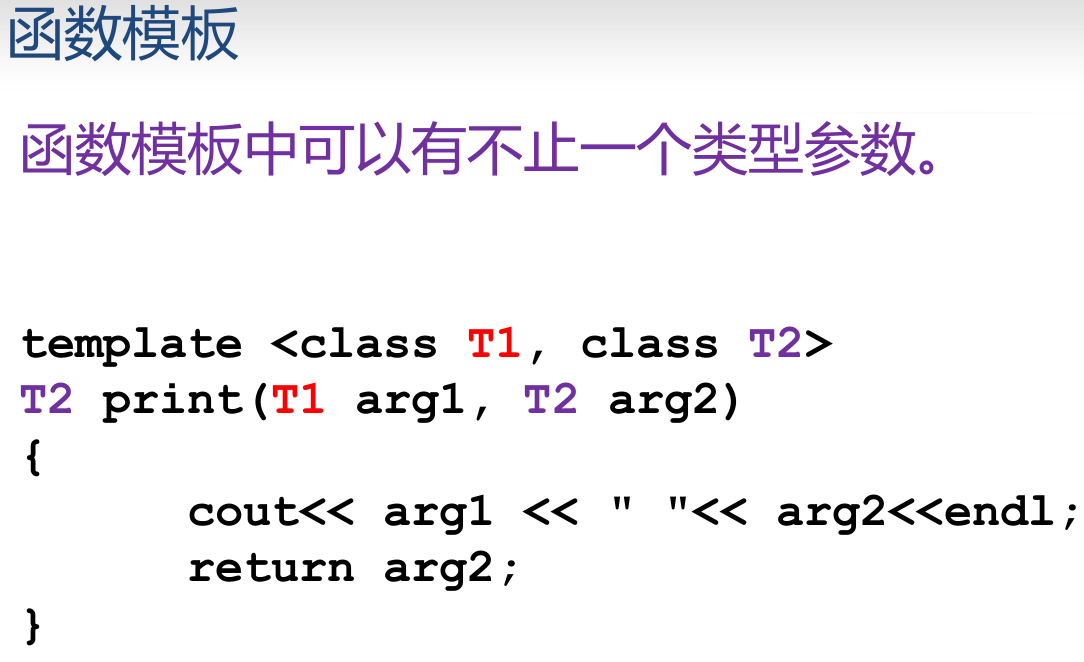 函数模板
函数模板中可以有不止一个类型参数。
template <class T1, class T2>
T2 print(T1 arg1, T2 arg2)
{
cout<< arg1 << " "<< arg2<<endl;
return arg2;
}